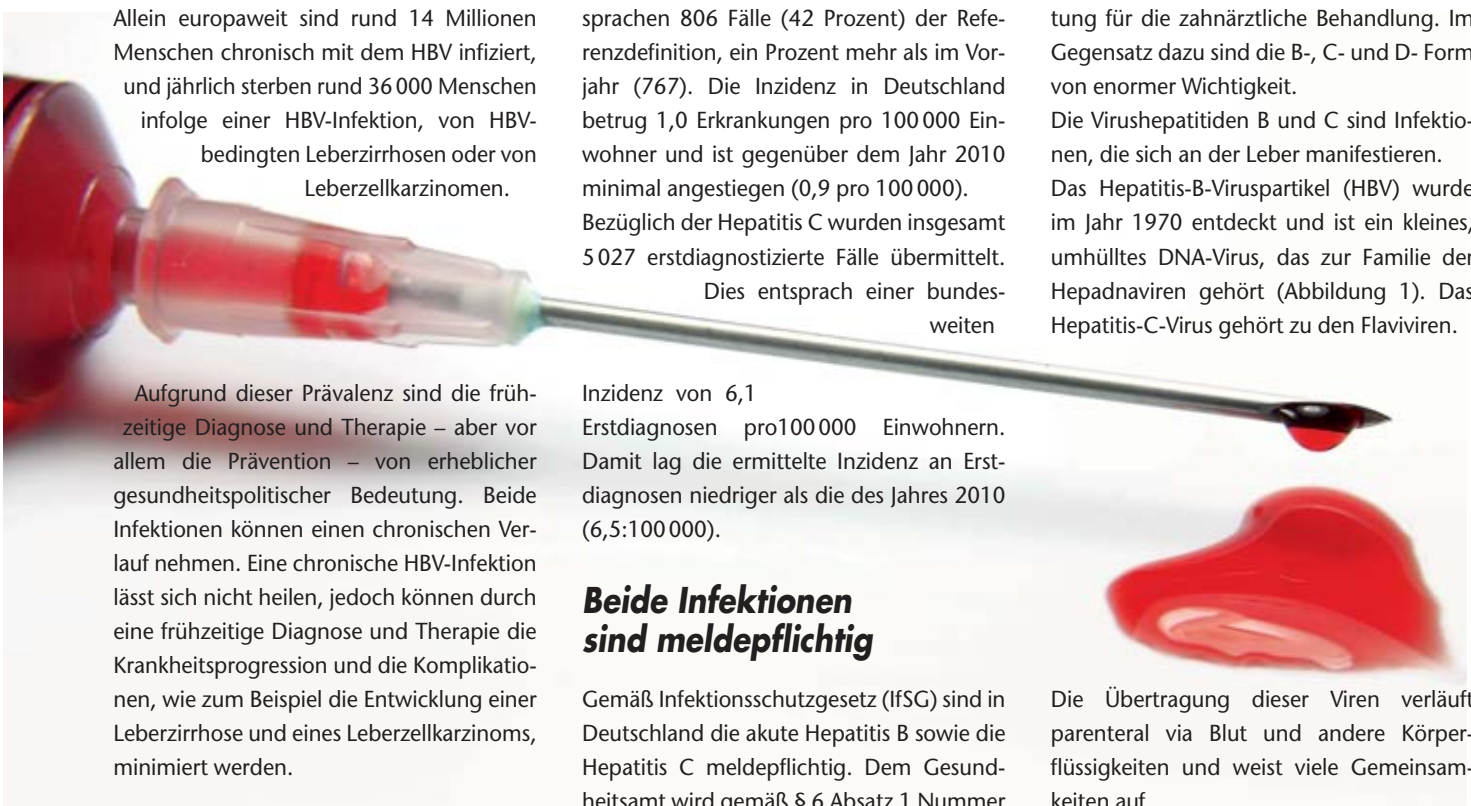 Allein europaweit sind rund 14 Millionen
Menschen chronisch mit dem HBV infiziert,
und jährlich sterben rund 36 000 Menschen
infolge einer HBV-Infektion, von HBV-
bedingten Leberzirrhosen oder von
Leberzellkarzinomen.
Aufgrund dieser Prävalenz sind die früh-
zeitige Diagnose und Therapie – aber vor
allem die Prävention – von erheblicher
gesundheitspolitischer Bedeutung. Beide
Infektionen können einen chronischen Ver-
lauf nehmen. Eine chronische HBV-Infektion
lässt sich nicht heilen, jedoch können durch
eine frühzeitige Diagnose und Therapie die
Krankheitsprogression und die Komplikatio-
nen, wie zum Beispiel die Entwicklung einer
Leberzirrhose und eines Leberzellkarzinoms,
minimiert werden.
sprachen 806 Fälle (42 Prozent) der Refe-
renzdefinition, ein Prozent mehr als im Vor-
jahr (767). Die Inzidenz in Deutschland
betrug 1,0 Erkrankungen pro 100 000 Ein-
wohner und ist gegenüber dem Jahr 2010
minimal angestiegen (0,9 pro 100 000).
Bezüglich der Hepatitis C wurden insgesamt
5 027 erstdiagnostizierte Fälle übermittelt.
Dies entsprach einer bundes-
weiten
Inzidenz von 6,1
Erstdiagnosen pro100 000 Einwohnern.
Damit lag die ermittelte Inzidenz an Erst-
diagnosen niedriger als die des Jahres 2010
(6,5:100 000).
Beide Infektionen
sind meldepflichtig
Gemäß Infektionsschutzgesetz (IfSG) sind in
Deutschland die akute Hepatitis B sowie die
Hepatitis C meldepflichtig. Dem Gesund-
heitsamt wird gemäß § 6 Absatz 1 Nummer
tung für die zahnärztliche Behandlung. Im
Gegensatz dazu sind die B-, C- und D- Form
von enormer Wichtigkeit.
Die Virushepatitiden B und C sind Infektio-
nen, die sich an der Leber manifestieren.
Das Hepatitis-B-Viruspartikel (HBV) wurde
im Jahr 1970 entdeckt und ist ein kleines,
umhülltes DNA-Virus, das zur Familie der
Hepadnaviren gehört (Abbildung 1). Das
Hepatitis-C-Virus gehört zu den Flaviviren.
Die Übertragung dieser Viren verläuft
parenteral via Blut und andere Körper-
flüssigkeiten und weist viele Gemeinsam-
keiten auf